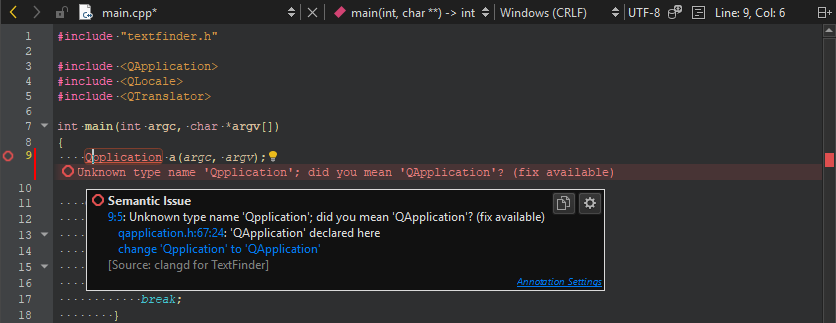 main.cpp* main(int, char **) -> int Windows (CRLF) UTF-8 Line: 9, Col: 6
1 #include "textfinder.h"
2
3 #include <QApplication>
4 #include <QLocale>
5 #include <QTranslator>
6
7 int main(int argc, char *argv[])
8 {
9 Qpplication a(argc, argv);
Unknown type name 'Qpplication'; did you mean 'QApplication'? (fix available)
10
11
12
13
14
15
16
17 break;
18 }
Semantic Issue
9:5: Unknown type name 'Qpplication'; did you mean 'QApplication'? (fix available)
qapplication.h:67:24: 'QApplication' declared here
change 'Qpplication' to 'QApplication'
[Source: clangd for TextFinder]
Annotation Settings